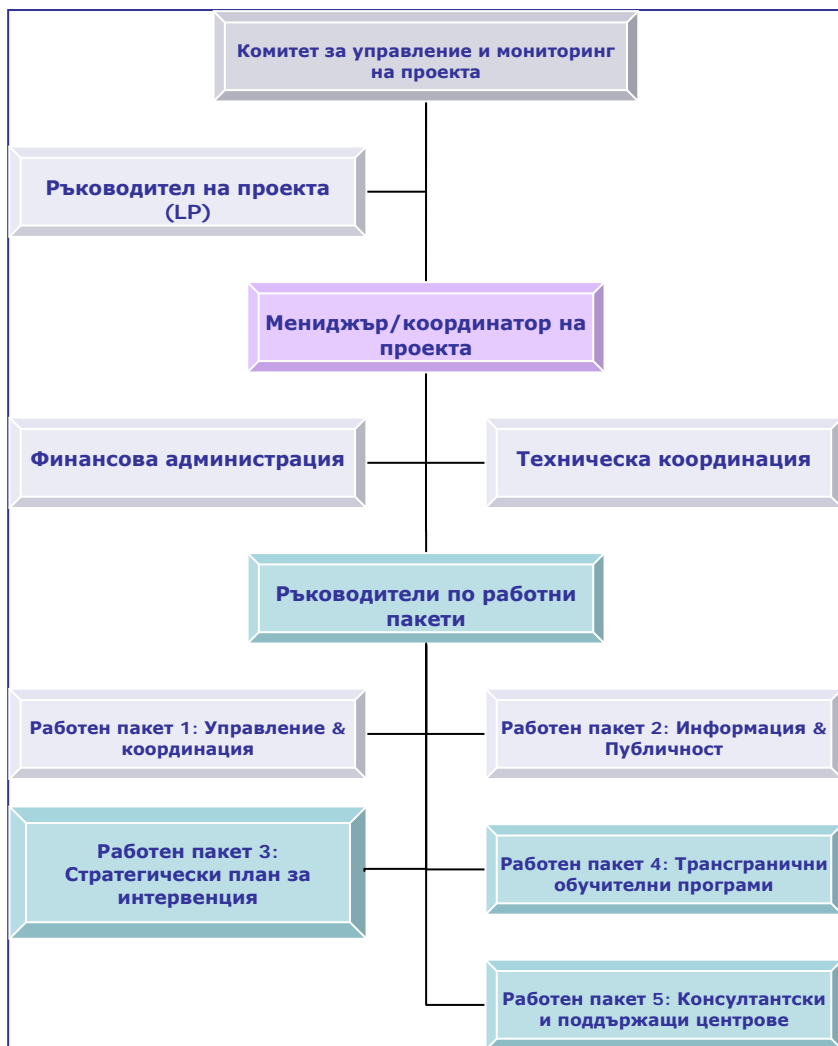 Комитет за управление и мониторинг
на проекта
Ръководител на проекта
(LP)
Мениджър/координатор на
проекта
Финансова администрация
Техническа координация
Ръководители по работни
пакети
Работен пакет 1: Управление &
координация
Работен пакет 2: Информация &
Публичност
Работен пакет 3:
Стратегически план за
интервенция
Работен пакет 4: Трансгранични
обучителни програми
Работен пакет 5: Консултантски
и поддържащи центрове